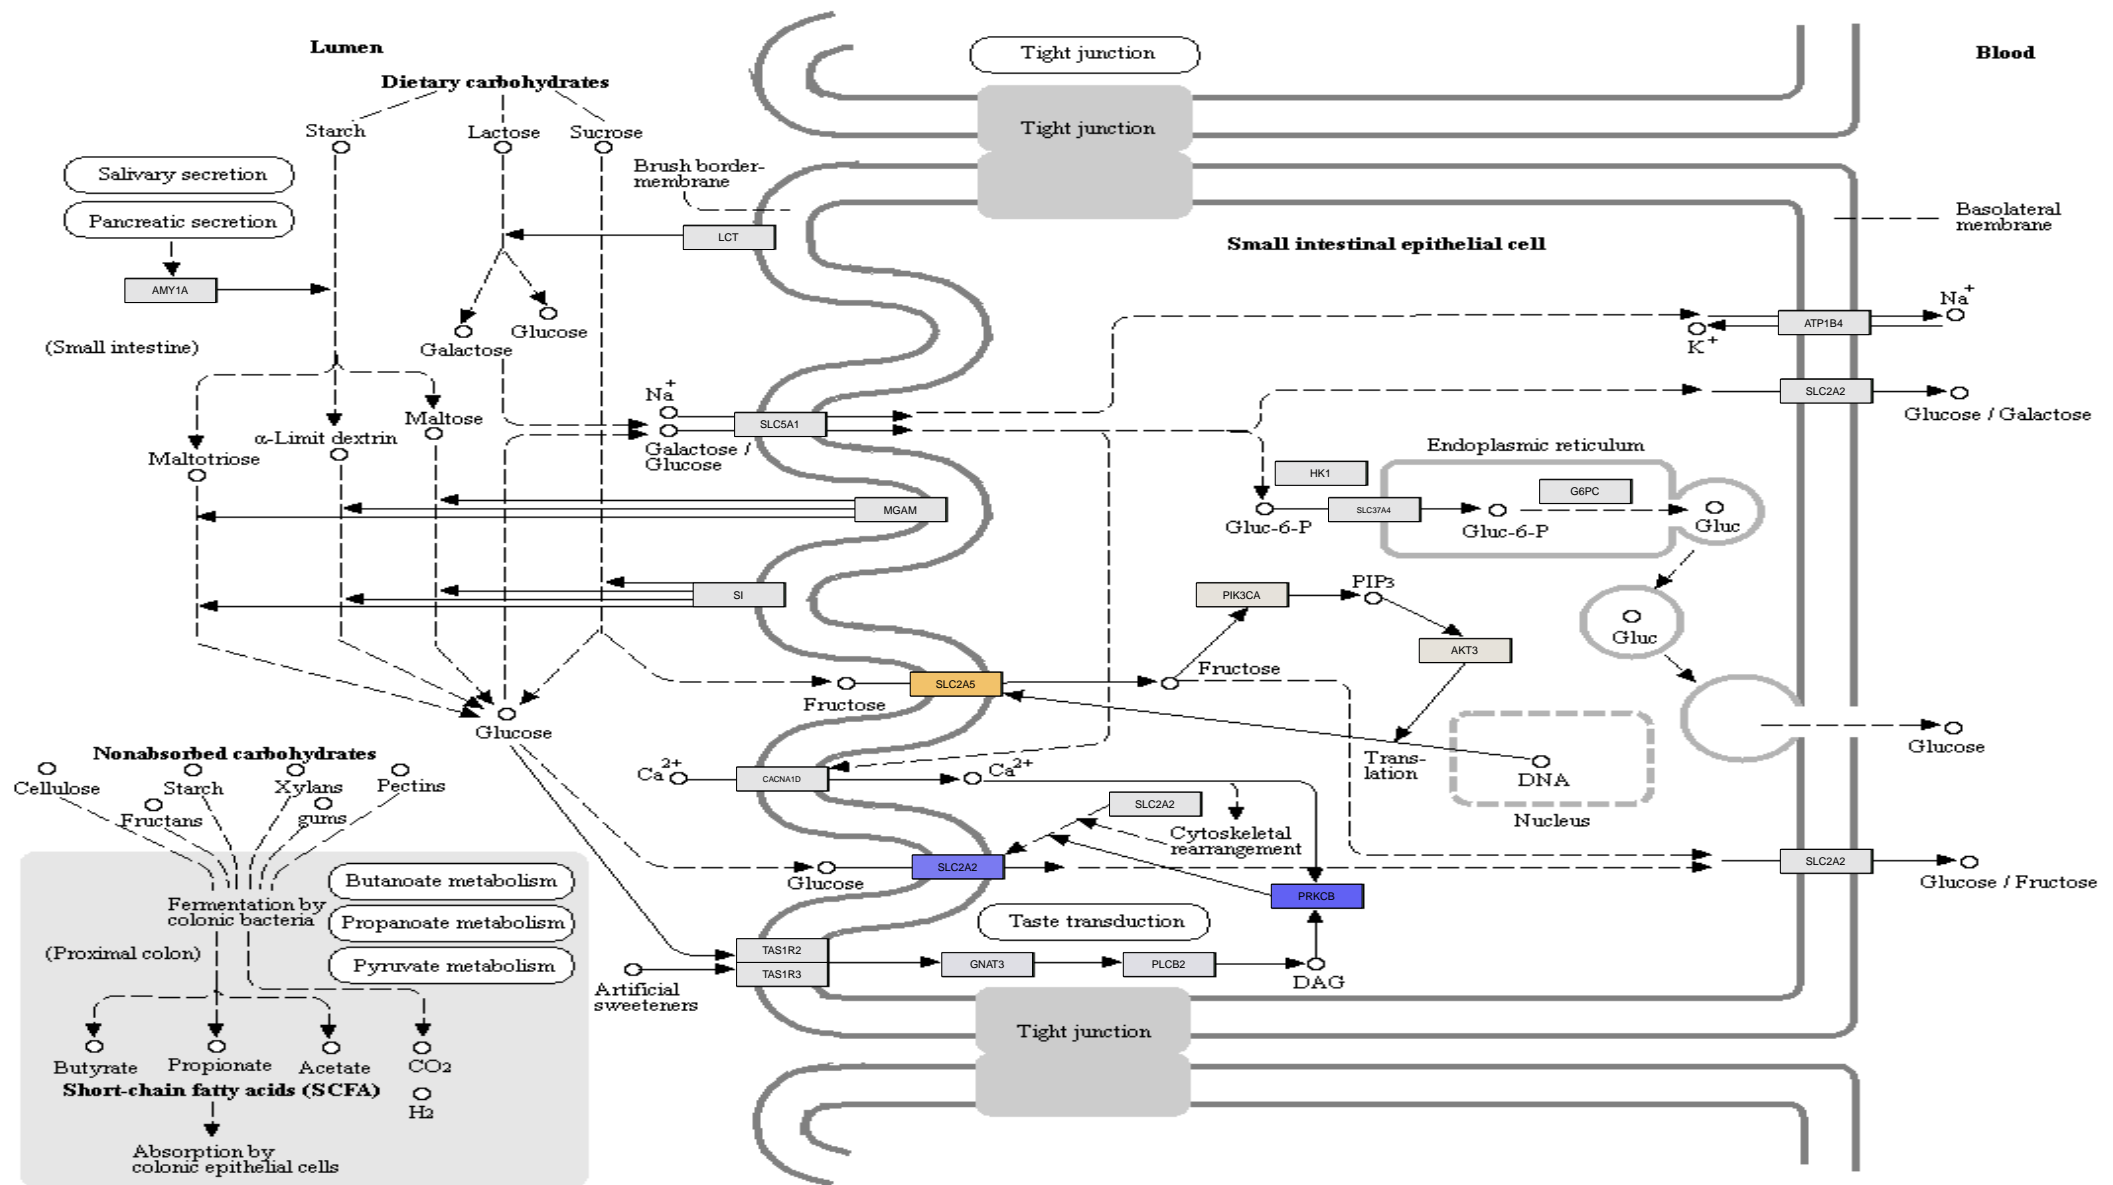 Lumen
Dietary carbohydrates
Starch
Lactose
Sucrose
Salivary secretion
Pancreatic secretion
AMY1A
(Small intestine)
Galactose
Glucose
Brush border-
membrane
LCT
Tight junction
Tight junction
Blood
Basolateral
membrane
Small intestinal epithelial cell
Maltotriose
α-Limit dextrin
Maltose
Na+
Galactose /
Glucose
SLC5A1
MGAM
SI
Na+
K+
ATP1B4
SLC2A2
Glucose / Galactose
Endoplasmic reticulum
HK1
Gluc-6-P
SLC37A4
Gluc-6-P
G6PC
Gluc
Gluc
PIK3CA
PIP3
AKT3
Fructose
SLC2A5
Fructose
Glucose
Trans-
lation
DNA
Nucleus
Glucose
Ca2+
CACNA1D
Ca2+
SLC2A2
Cytoskeletal
rearrangement
Glucose
SLC2A2
PRKCB
SLC2A2
Glucose / Fructose
Taste transduction
TAS1R2
TAS1R3
GNAT3
PLCB2
DAG
Artificial
sweeteners
Tight junction
Nonabsorbed carbohydrates
Cellulose
Starch
Xylans
Pectins
Fructans
gums
Fermentation by
colonic bacteria
Butanoate metabolism
Propanoate metabolism
Pyruvate metabolism
(Proximal colon)
Butyrate
Propionate
Acetate
CO2
Short-chain fatty acids (SCFA)
H2
Absorption by
colonic epithelial cells